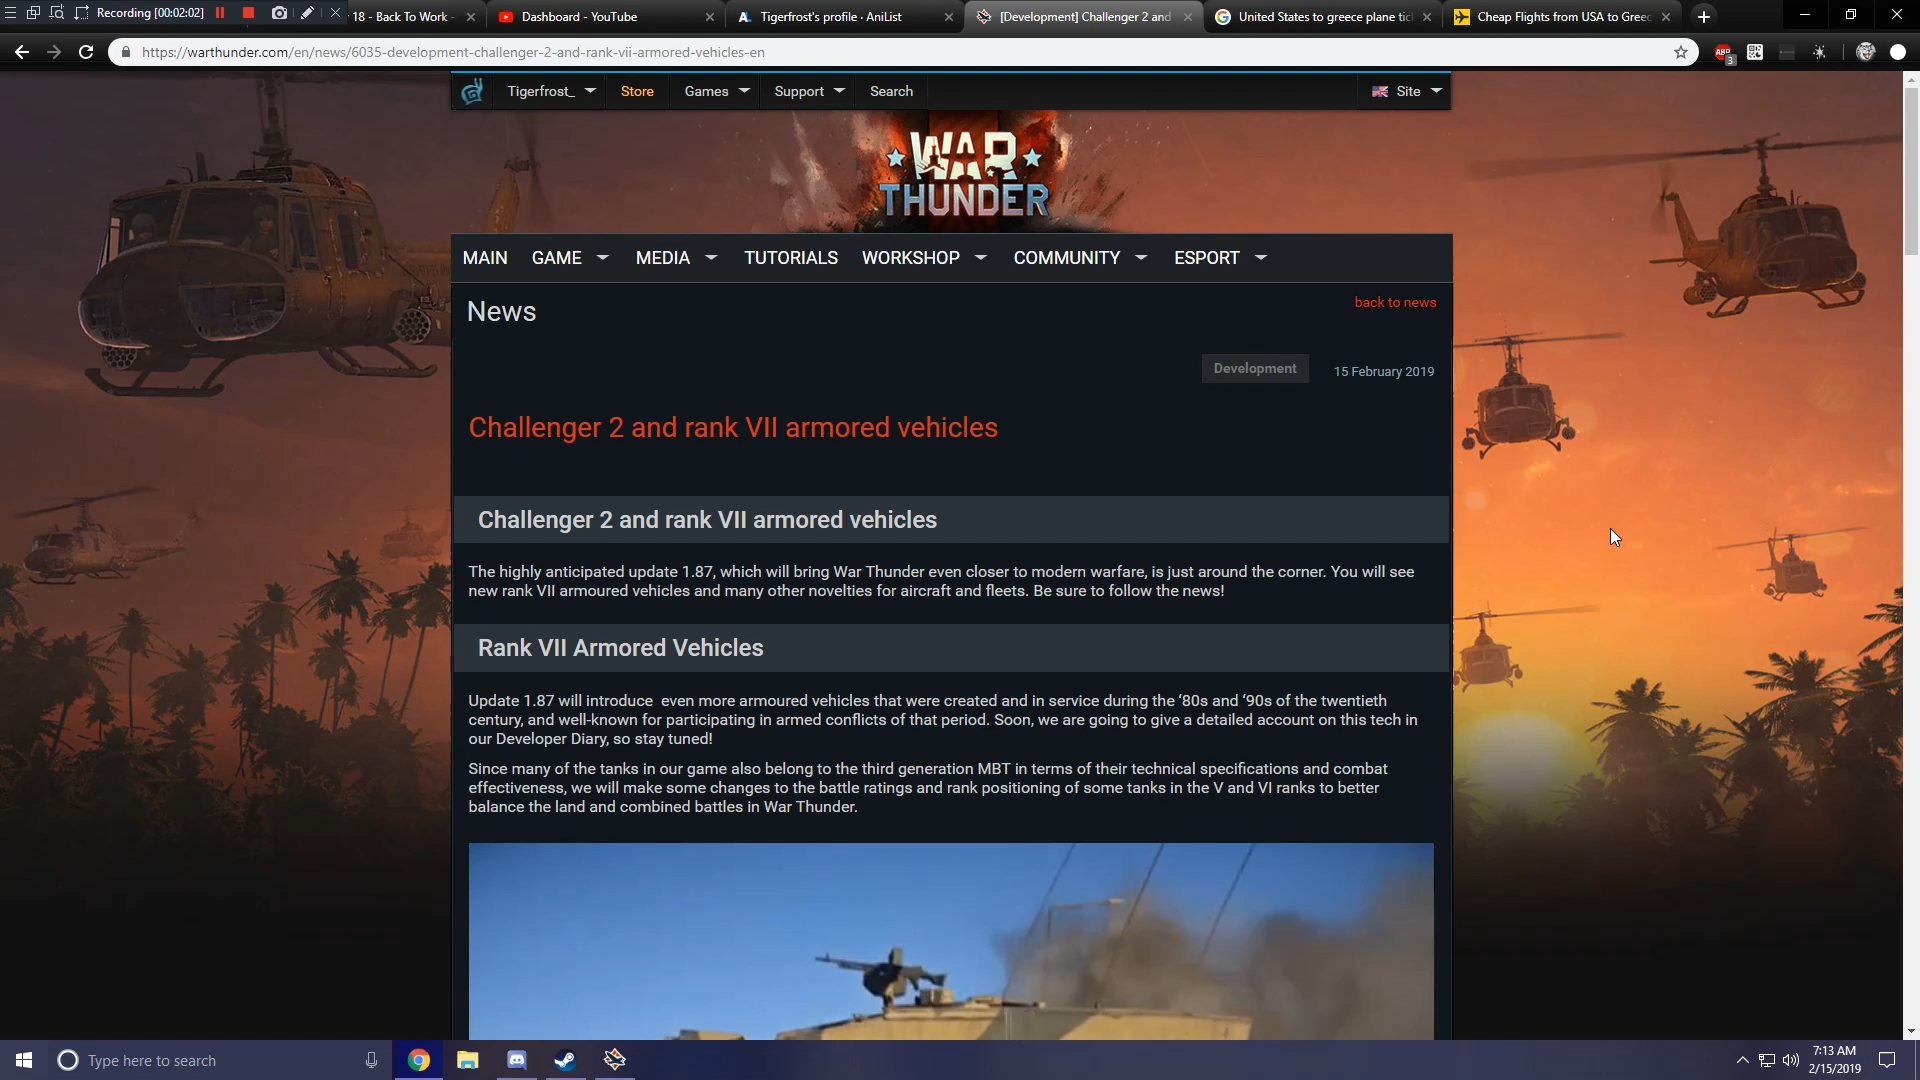 Recording [00:02:02]
18 - Back To Work -
Dashboard - YouTube
Tigerfrost's profile · AniList
[Development] Challenger 2 and
United States to greece plane tic
Cheap Flights from USA to Greec
https://warthunder.com/en/news/6035-development-challenger-2-and-rank-vii-armored-vehicles-en
ABP
3
Tigerfrost_
Store
Games
Support
Search
Site
WAR
THUNDER
MAIN
GAME
MEDIA
TUTORIALS
WORKSHOP
COMMUNITY
ESPORT
News
back to news
Development
15 February 2019
Challenger 2 and rank VII armored vehicles
Challenger 2 and rank VII armored vehicles
The highly anticipated update 1.87, which will bring War Thunder even closer to modern warfare, is just around the corner. You will see
new rank VII armoured vehicles and many other novelties for aircraft and fleets. Be sure to follow the news!
Rank VII Armored Vehicles
Update 1.87 will introduce even more armoured vehicles that were created and in service during the ‘80s and ‘90s of the twentieth
century, and well-known for participating in armed conflicts of that period. Soon, we are going to give a detailed account on this tech in
our Developer Diary, so stay tuned!
Since many of the tanks in our game also belong to the third generation MBT in terms of their technical specifications and combat
effectiveness, we will make some changes to the battle ratings and rank positioning of some tanks in the V and VI ranks to better
balance the land and combined battles in War Thunder.
Type here to search
7:13 AM
2/15/2019